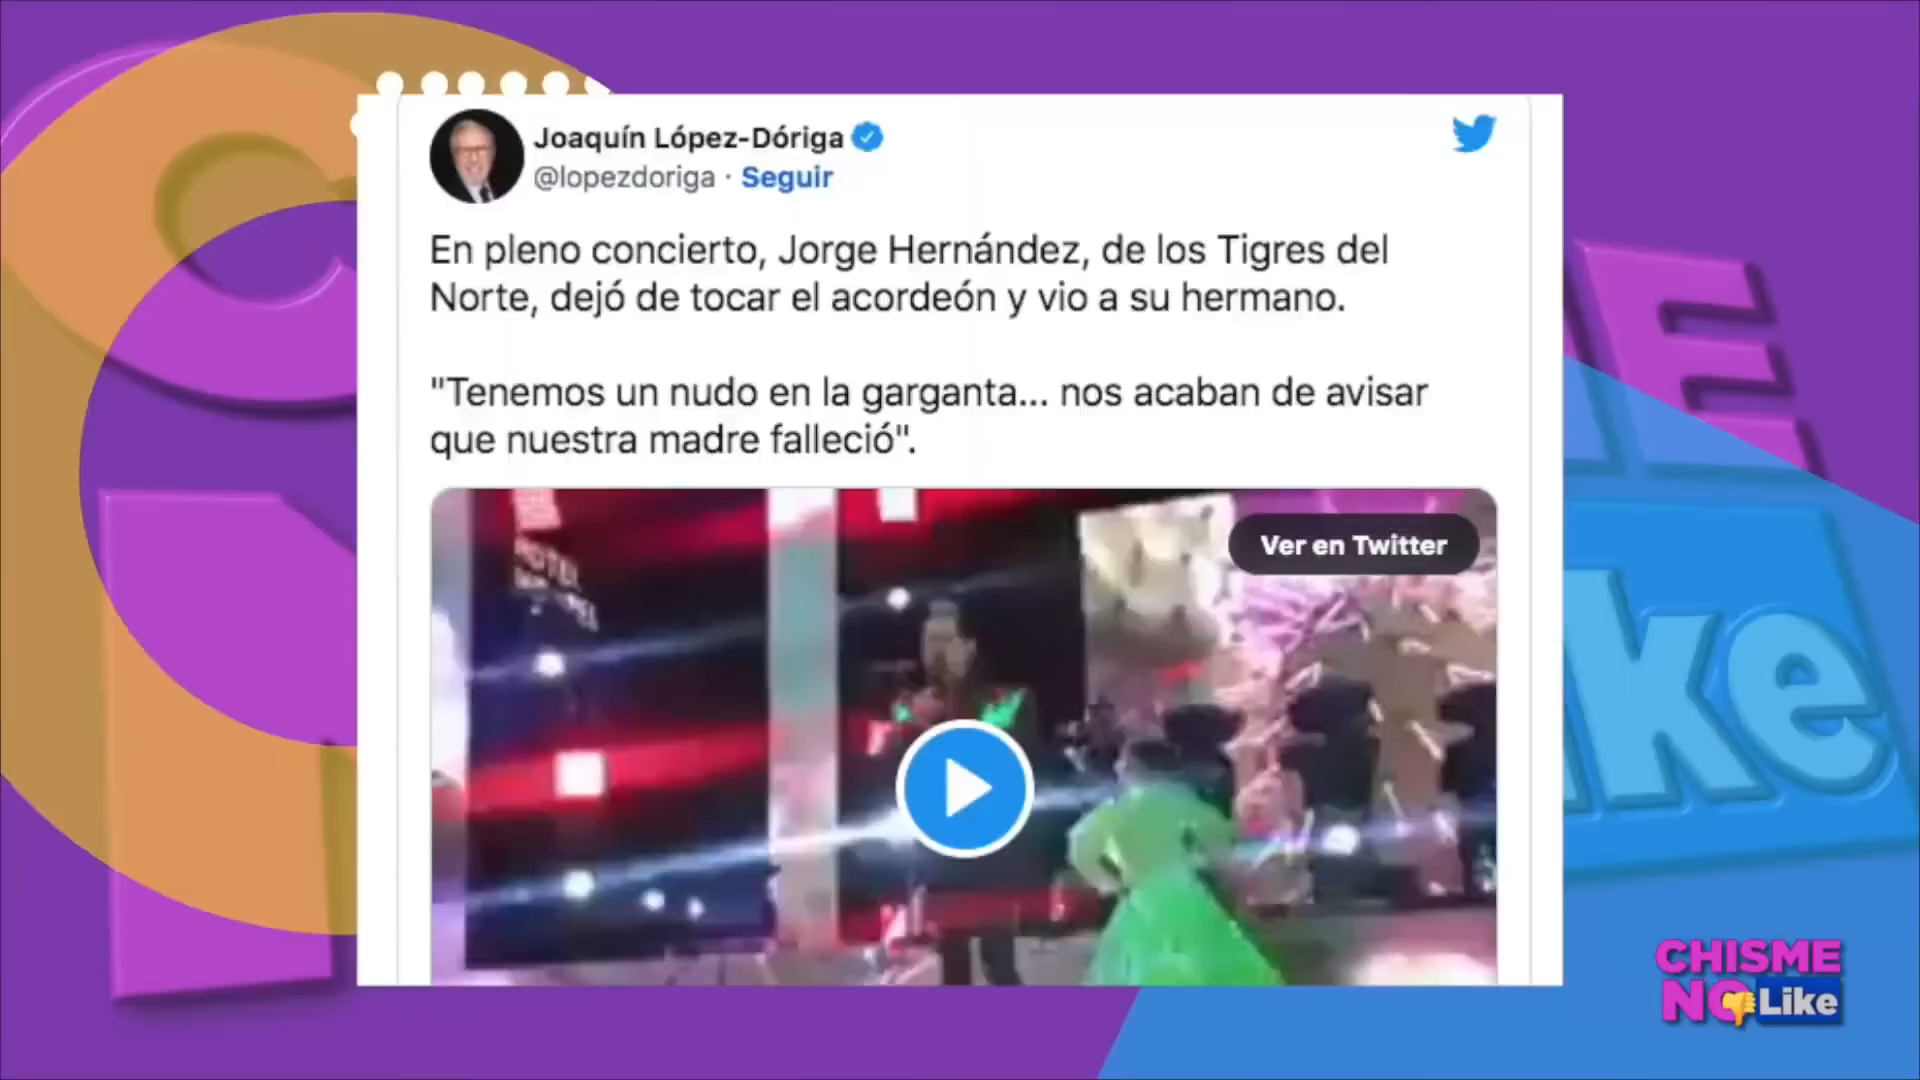 Joaquín López-Dóriga
@lopezdoriga · Seguir
En pleno concierto, Jorge Hernández, de los Tigres del
Norte, dejó de tocar el acordeón y vio a su hermano.
"Tenemos un nudo en la garganta... nos acaban de avisar
que nuestra madre falleció".
Ver en Twitter
HOTEL
CHISME
NO Like